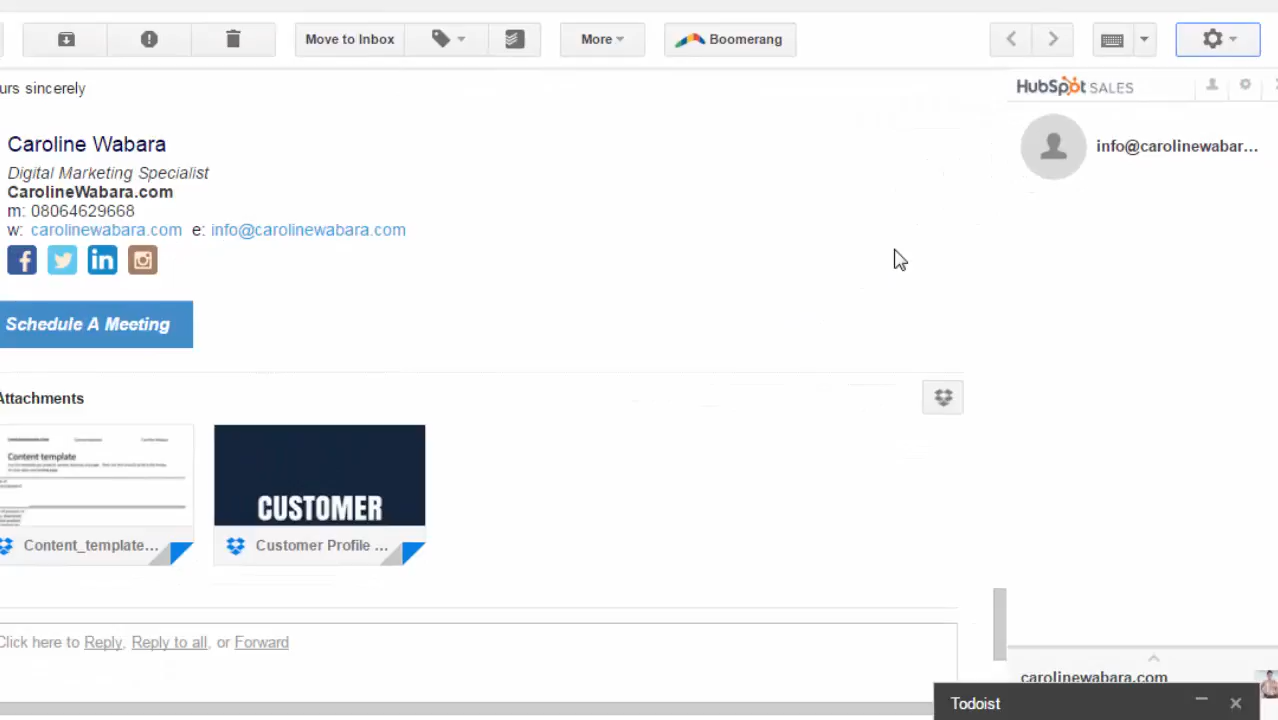 Move to Inbox
More
Boomerang
urs sincerely
HubSpot SALES
info@carolinewabar...
Caroline Wabara
Digital Marketing Specialist
CarolineWabara.com
m: 08064629668
w: carolinewabara.com e: info@carolinewabara.com
Schedule A Meeting
Attachments
Content template
CUSTOMER
Content_template...
Customer Profile ...
Click here to Reply, Reply to all, or Forward
carolinewabara.com
Todoist